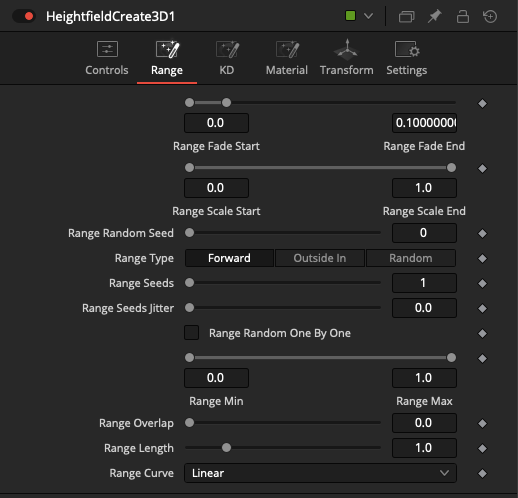 HeightfieldCreate3D1
Controls Range KD Material Transform Settings
0.0 0.10000000
Range Fade Start Range Fade End
0.0 1.0
Range Scale Start Range Scale End
Range Random Seed 0
Range Type Forward Outside In Random
Range Seeds 1
Range Seeds Jitter 0.0
Range Random One By One
0.0 1.0
Range Min Range Max
Range Overlap 0.0
Range Length 1.0
Range Curve Linear